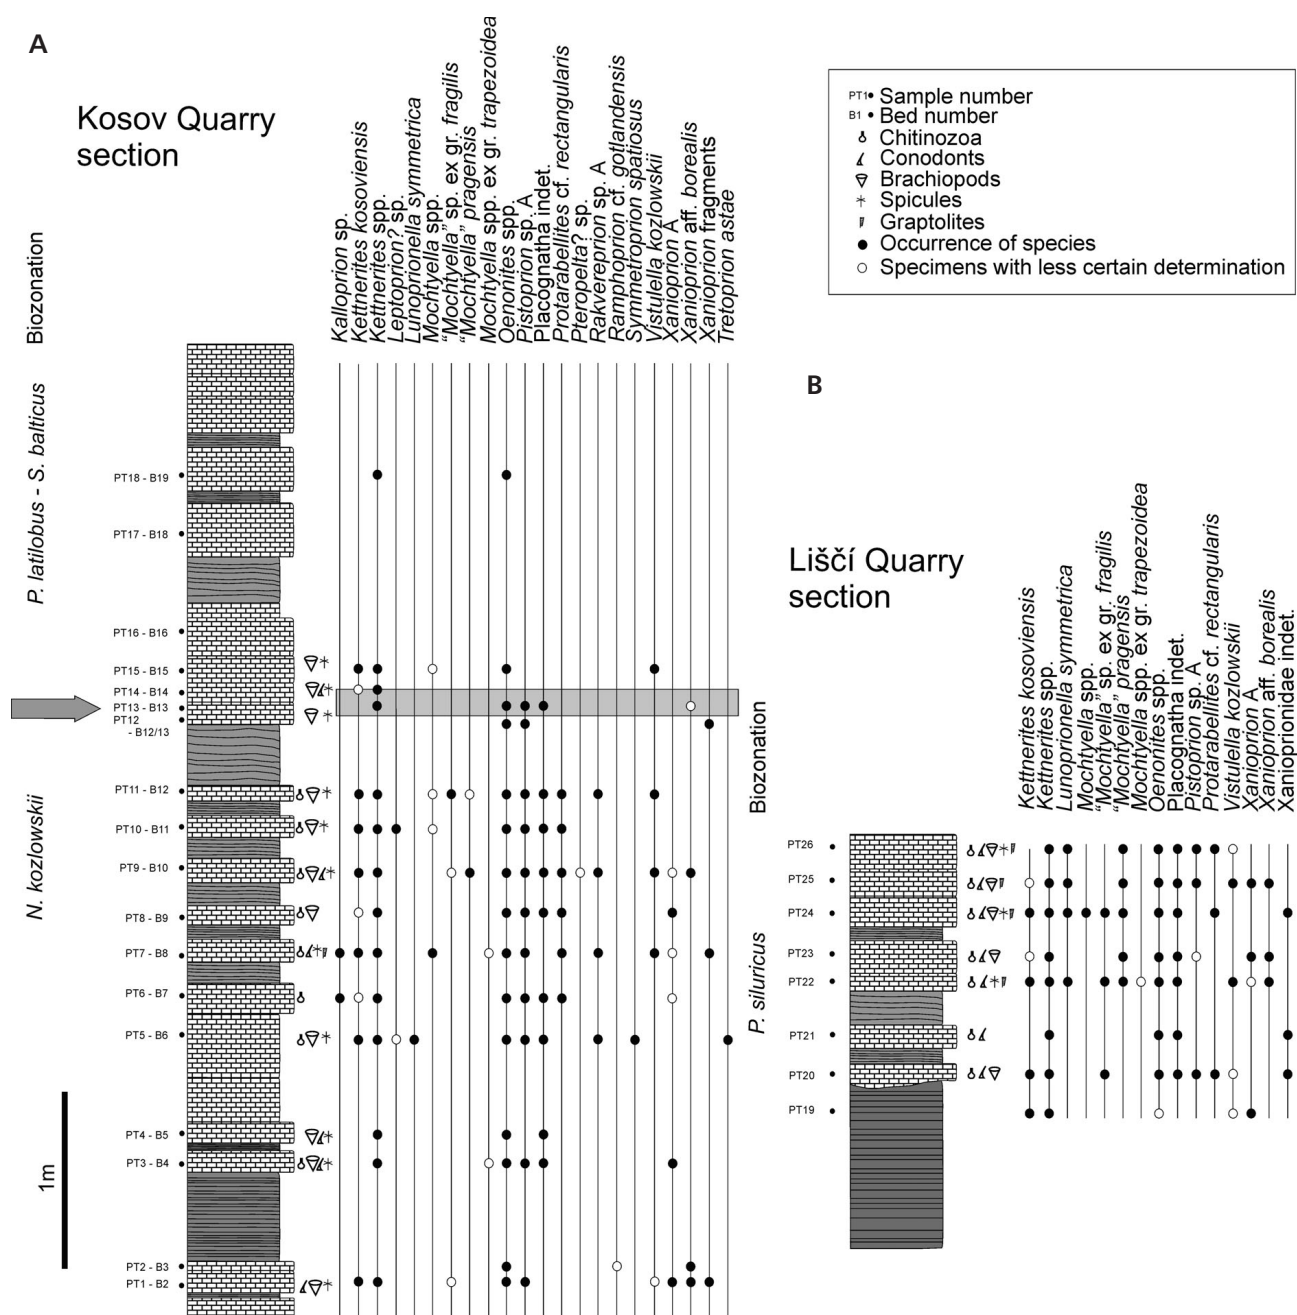 A
Kosov Quarry
section
Biozonation
P. latilobus - S. balticus
N. kozlowskii
1m
Kalloprion sp.
Kettnerites kosoviensis
Kettnerites spp.
Leptoprion? sp.
Lunoprionella symmetrica
Mochtyella spp.
“Mochtyella” sp. ex gr. fragilis
“Mochtyella” pragensis
Mochtyella spp. ex gr. trapezoidea
Oenonites spp.
Pistoprion sp. A
Placognatha indet.
Protarabellites cf. rectangularis
Pteropelta? sp.
Rakvereprion sp. A
Ramphoprion cf. gotlandensis
Symmetroprion spatiosus
Vistulella kozlowskii
Xanioprion A
Xanioprion aff. borealis
Xanioprion fragments
Tretoprion astae
PT18 - B19
PT17 - B18
PT16 - B16
PT15 - B15
PT14 - B14
PT13 - B13
PT12
- B12/13
PT11 - B12
PT10 - B11
PT9 - B10
PT8 - B9
PT7 - B8
PT6 - B7
PT5 - B6
PT4 - B5
PT3 - B4
PT2 - B3
PT1 - B2
PT1 Sample number
B1 Bed number
Chitinozoa
Conodonts
Brachiopods
Spicules
Graptolites
Occurrence of species
Specimens with less certain determination
B
Liščí Quarry
section
Biozonation
P. siluricus
Kettnerites kosoviensis
Kettnerites spp.
Lunoprionella symmetrica
Mochtyella spp.
“Mochtyella” sp. ex gr. fragilis
“Mochtyella” pragensis
Mochtyella spp. ex gr. trapezoidea
Oenonites spp.
Placognatha indet.
Pistoprion sp. A
Protarabellites cf. rectangularis
Vistulella kozlowskii
Xanioprion A
Xanioprion aff. borealis
Xanioprionidae indet.
PT26
PT25
PT24
PT23
PT22
PT21
PT20
PT19